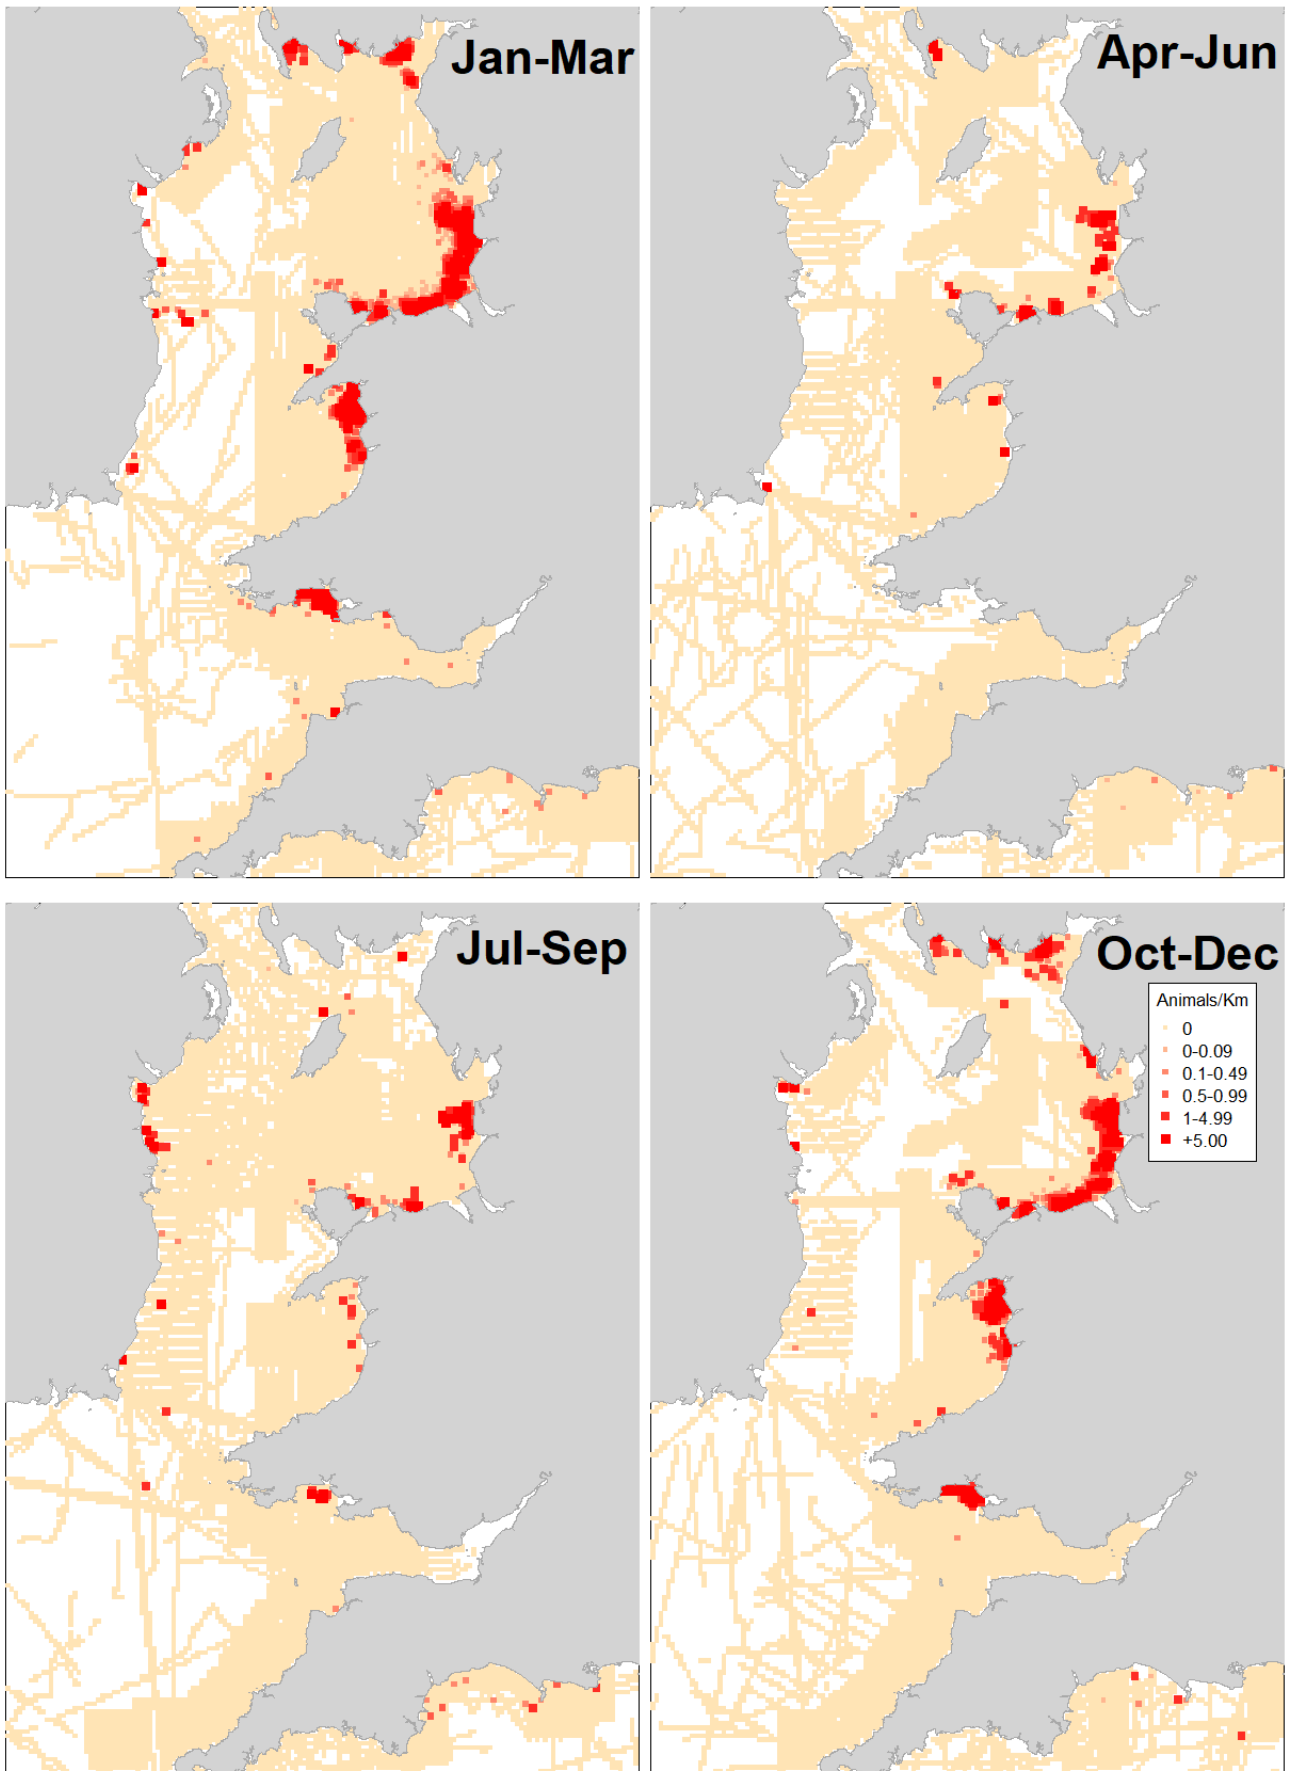 Jan-Mar
Apr-Jun
Jul-Sep
Oct-Dec
Animals/Km
0
0-0.09
0.1-0.49
0.5-0.99
1-4.99
+5.00